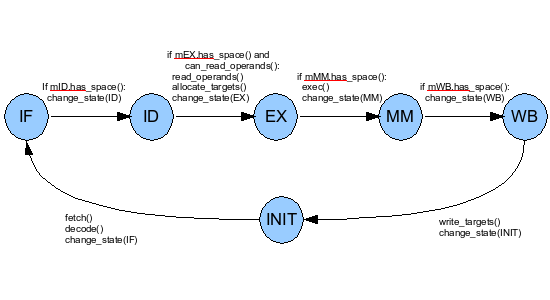 if mEX.has_space() and
can_read_operands():
read_operands()
allocate_targets()
change_state(EX)
If mID.has_space():
change_state(ID)
if mMM.has_space():
exec()
change_state(MM)
if mWB.has_space():
change_state(WB)
IF
ID
EX
MM
WB
INIT
fetch()
decode()
change_state(IF)
write_targets()
change_state(INIT)